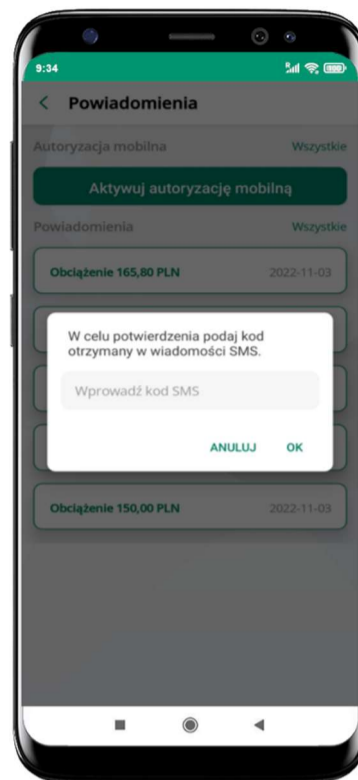 9:34
Powiadomienia
Autoryzacja mobilna Wszystkie
Aktywuj autoryzację mobilną
Powiadomienia Wszystkie
Obciążenie 165,80 PLN 2022-11-03
W celu potwierdzenia podaj kod
otrzymany w wiadomości SMS.
Wprowadź kod SMS
ANULUJ OK
Obciążenie 150,00 PLN 2022-11-03